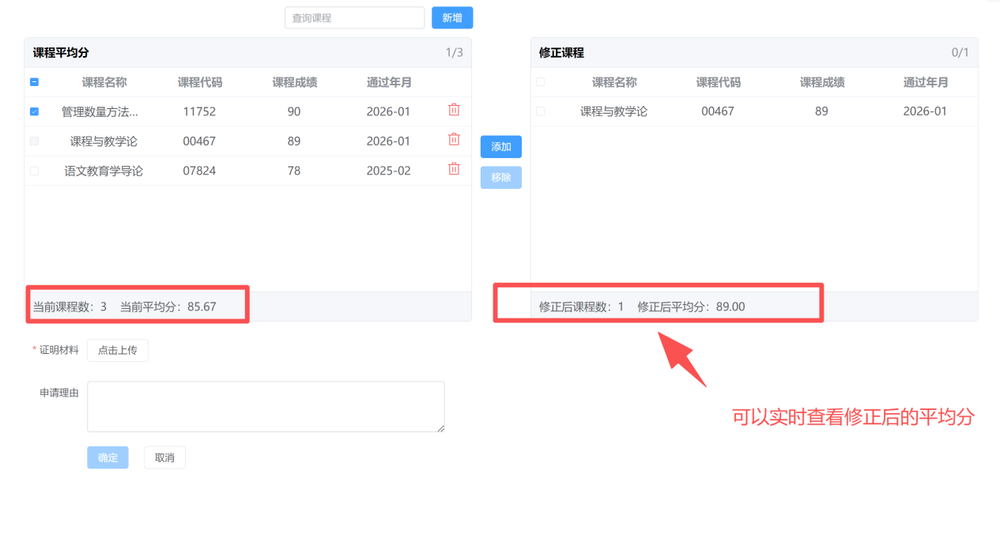 查询课程 新增
课程平均分 1/3
课程名称 课程代码 课程成绩 通过年月
管理数量方法... 11752 90 2026-01
课程与教学论 00467 89 2026-01
语文教育学导论 07824 78 2025-02
当前课程数：3 当前平均分：85.67
添加
移除
修正课程 0/1
课程名称 课程代码 课程成绩 通过年月
课程与教学论 00467 89 2026-01
修正后课程数：1 修正后平均分：89.00
* 证明材料 点击上传
可以实时查看修正后的平均分
申请理由
确定 取消